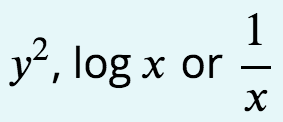 y², log x or 1/x